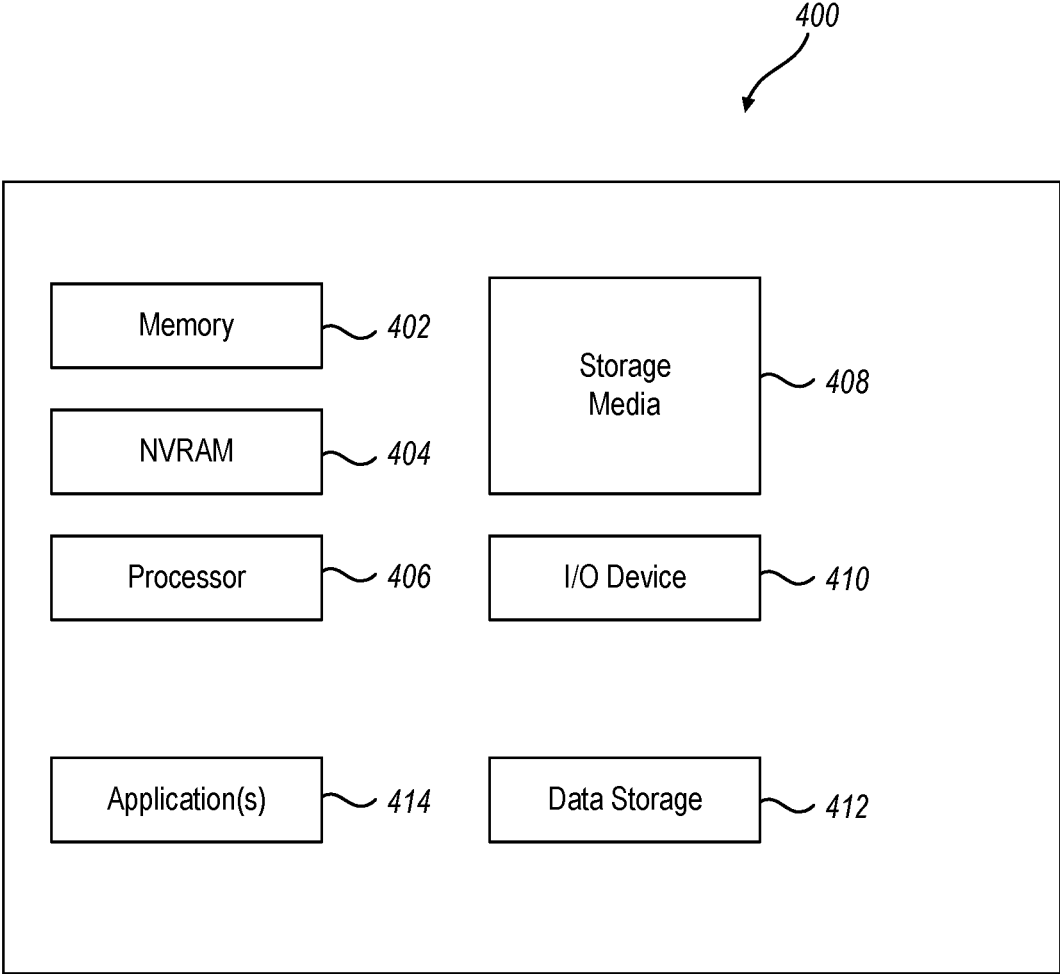 400
Memory
402
Storage
Media
408
NVRAM
404
Processor
406
I/O Device
410
Application(s)
414
Data Storage
412